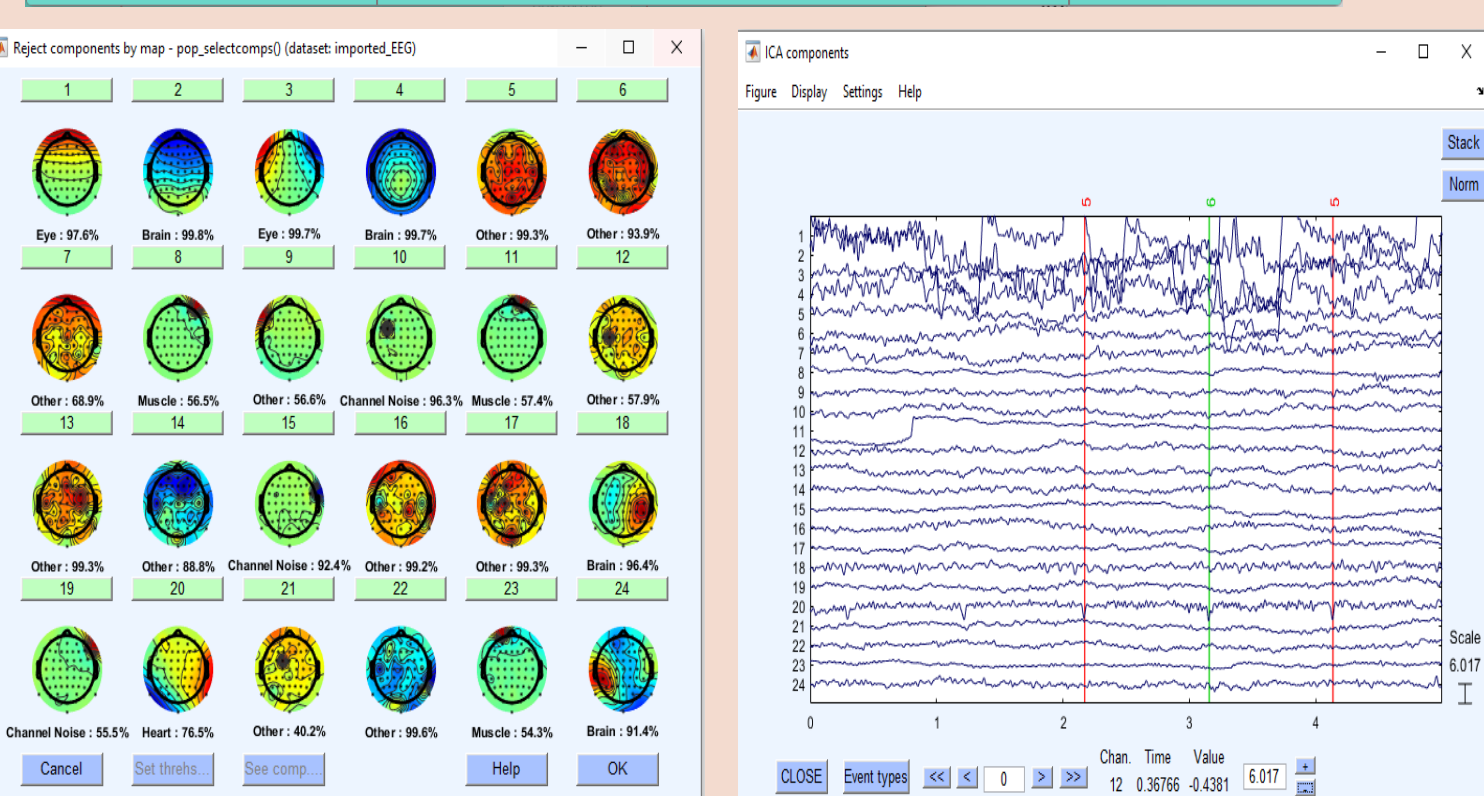 Reject components by map - pop_selectcomps() (dataset: imported_EEG)
1 2 3 4 5 6
Eye : 97.6% Brain : 99.8% Eye : 99.7% Brain : 99.7% Other : 99.3% Other : 93.9%
7 8 9 10 11 12
Other : 68.9% Muscle : 56.5% Other : 56.6% Channel Noise : 96.3% Muscle : 57.4% Other : 57.9%
13 14 15 16 17 18
Other : 99.3% Other : 88.8% Channel Noise : 92.4% Other : 99.2% Other : 99.3% Brain : 96.4%
19 20 21 22 23 24
Channel Noise : 55.5% Heart : 76.5% Other : 40.2% Other : 99.6% Muscle : 54.3% Brain : 91.4%
Cancel Set threhs... See comp.... Help OK
ICA components
Figure Display Settings Help
Stack
Norm
5 6 5
1
2
3
4
5
6
7
8
9
10
11
12
13
14
15
16
17
18
19
20
21
22
23
24
Scale
6.017
0 1 2 3 4
Chan. Time Value
CLOSE Event types << < 0 > >> 12 0.36766 -0.4381 6.017 +
-